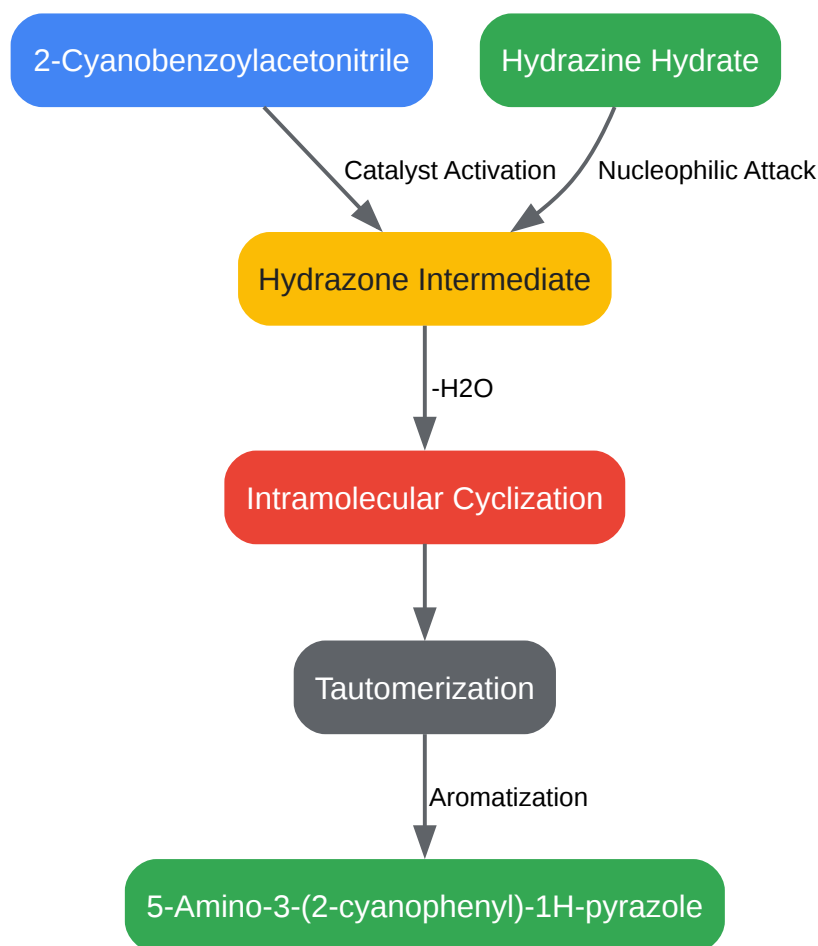 2-Cyanobenzoylacetonitrile
Hydrazine Hydrate
Catalyst Activation
Nucleophilic Attack
Hydrazone Intermediate
-H2O
Intramolecular Cyclization
Tautomerization
Aromatization
5-Amino-3-(2-cyanophenyl)-1H-pyrazole